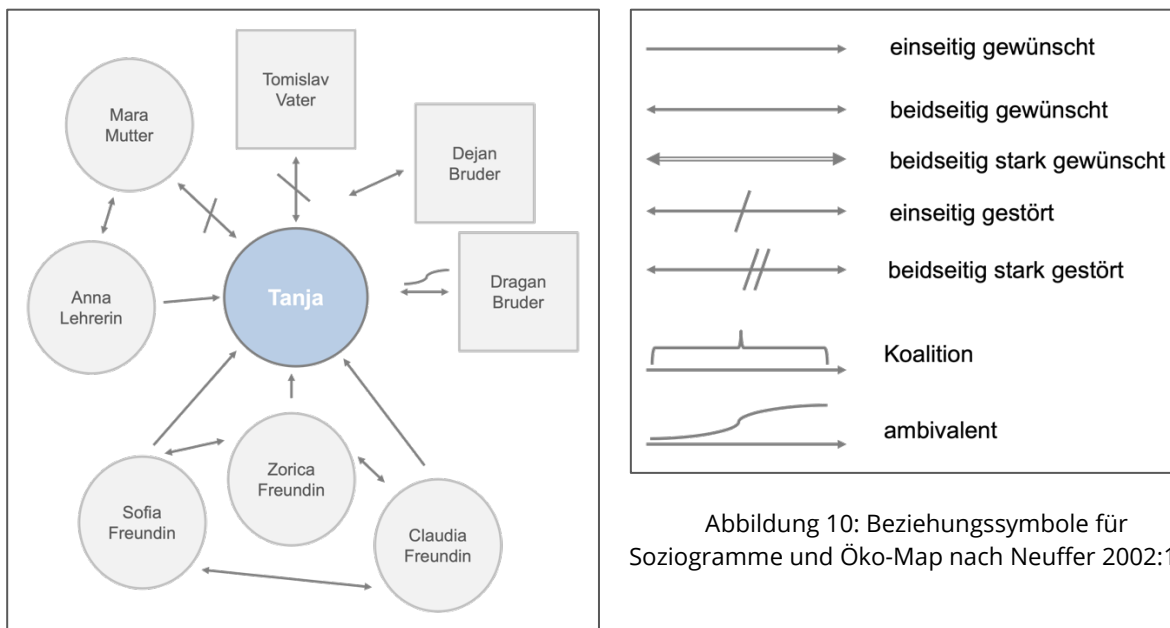 Tomislav
Vater
Mara
Mutter
Dejan
Bruder
Anna
Lehrerin
Tanja
Dragan
Bruder
Zorica
Freundin
Sofia
Freundin
Claudia
Freundin
einseitig gewünscht
beidseitig gewünscht
beidseitig stark gewünscht
einseitig gestört
beidseitig stark gestört
Koalition
ambivalent
Abbildung 10: Beziehungssymbole für
Soziogramme und Öko-Map nach Neuffer 2002:1